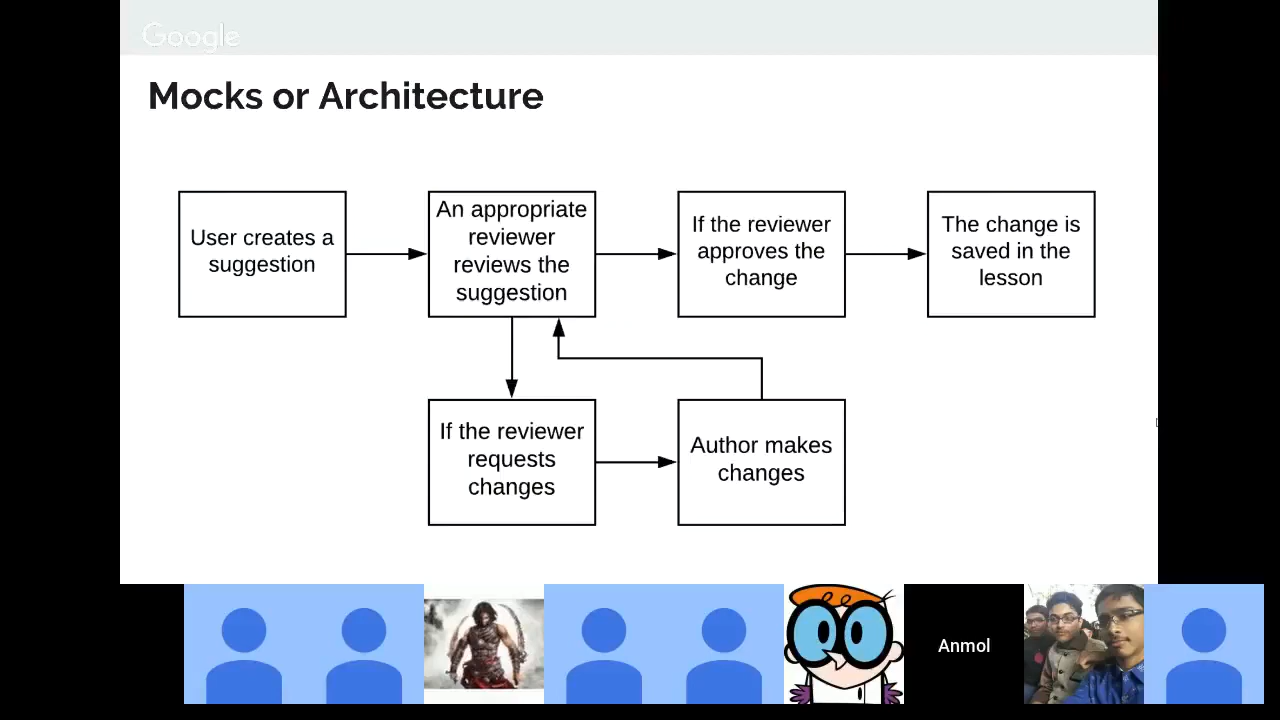 Google
Mocks or Architecture
User creates a
suggestion
An appropriate
reviewer
reviews the
suggestion
If the reviewer
approves the
change
The change is
saved in the
lesson
If the reviewer
requests
changes
Author makes
changes
Anmol